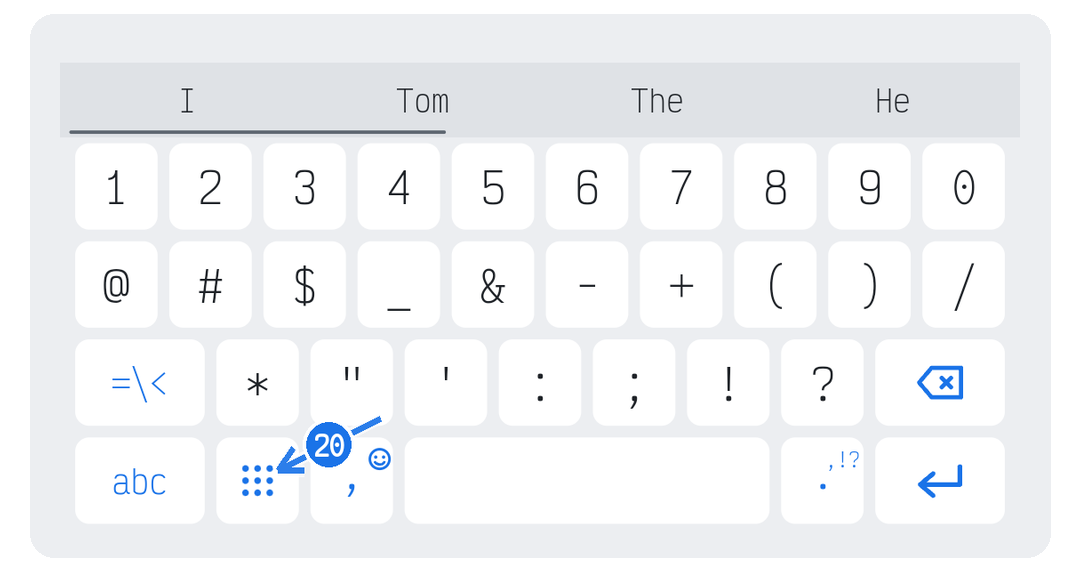 I Tom The He
1 2 3 4 5 6 7 8 9 0
@ # $ _ & - + ( ) /
=\< * " ' : ; ! ?
20
abc , . ,!?